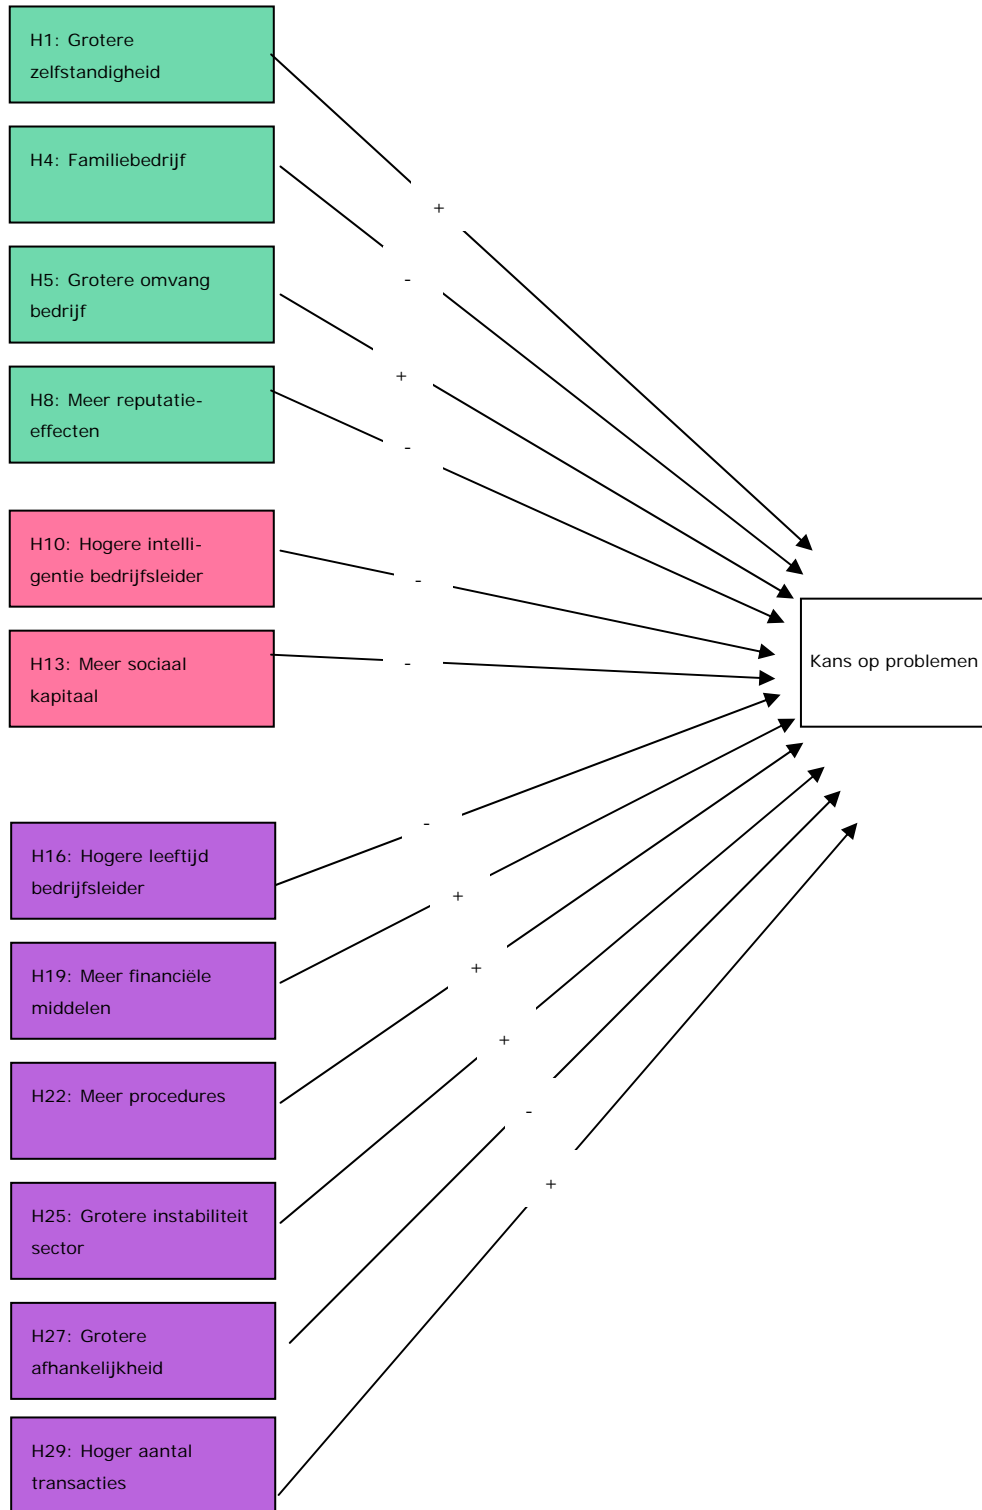 H1: Grotere
zelfstandigheid
H4: Familiebedrijf
+
H5: Grotere omvang
bedrijf
-
+
H8: Meer reputatie-
effecten
-
H10: Hogere intelli-
gentie bedrijfsleider
-
H13: Meer sociaal
kapitaal
-
Kans op problemen
H16: Hogere leeftijd
bedrijfsleider
-
+
H19: Meer financiële
middelen
+
H22: Meer procedures
+
-
H25: Grotere instabiliteit
sector
+
H27: Grotere
afhankelijkheid
H29: Hoger aantal
transacties